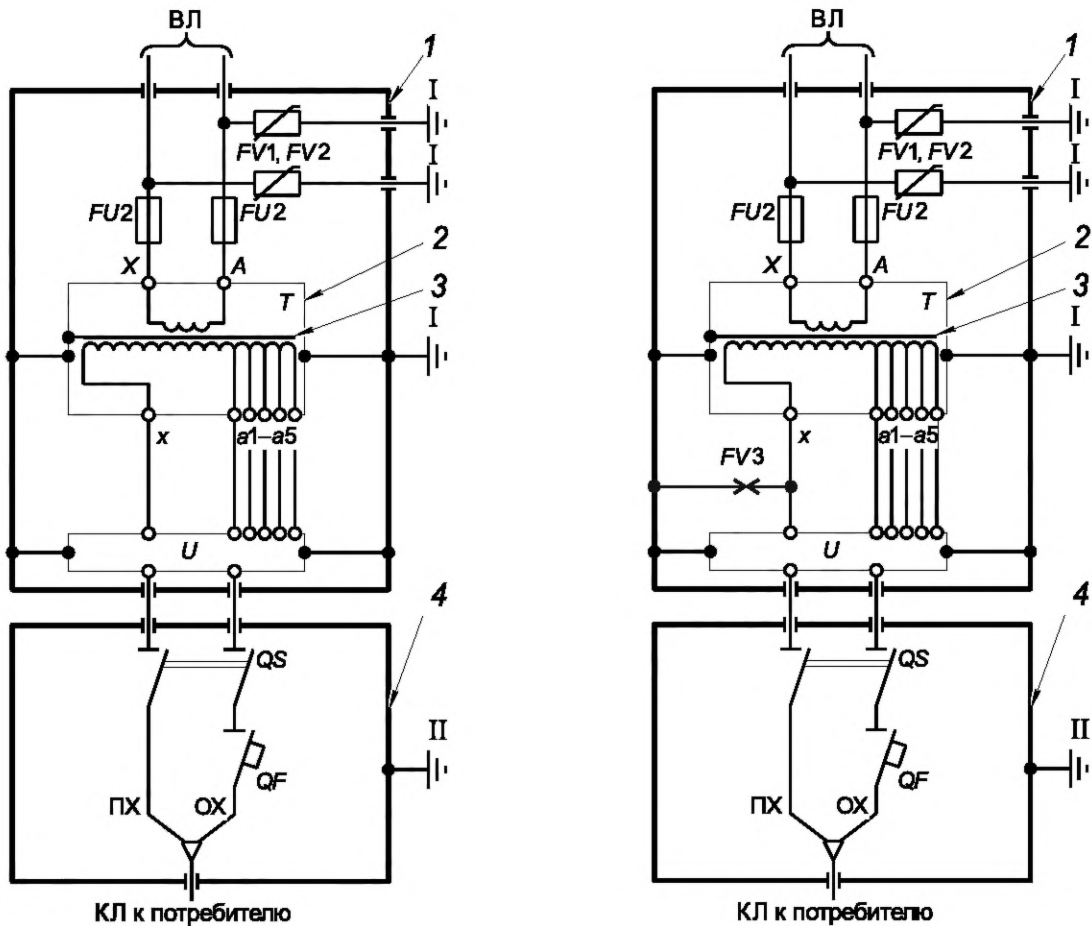 ВЛ
1
I
FV1, FV2
I
FU2
FU2
2
X
A
T
3
I
x
a1–a5
U
4
QS
II
QF
ПХ
ОХ
КЛ к потребителю
ВЛ
1
I
FV1, FV2
I
FU2
FU2
2
X
A
T
3
I
x
a1–a5
FV3
U
4
QS
II
QF
ПХ
ОХ
КЛ к потребителю